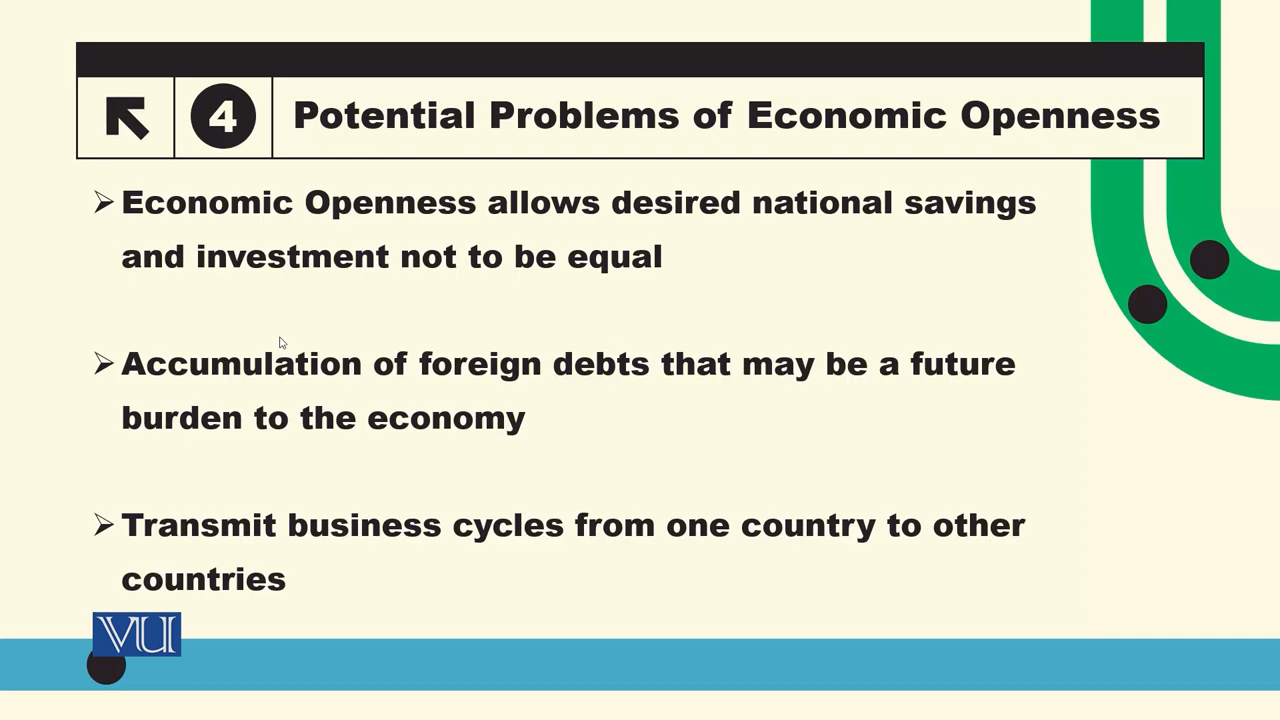 4
Potential Problems of Economic Openness
Economic Openness allows desired national savings
and investment not to be equal
Accumulation of foreign debts that may be a future
burden to the economy
Transmit business cycles from one country to other
countries
VU